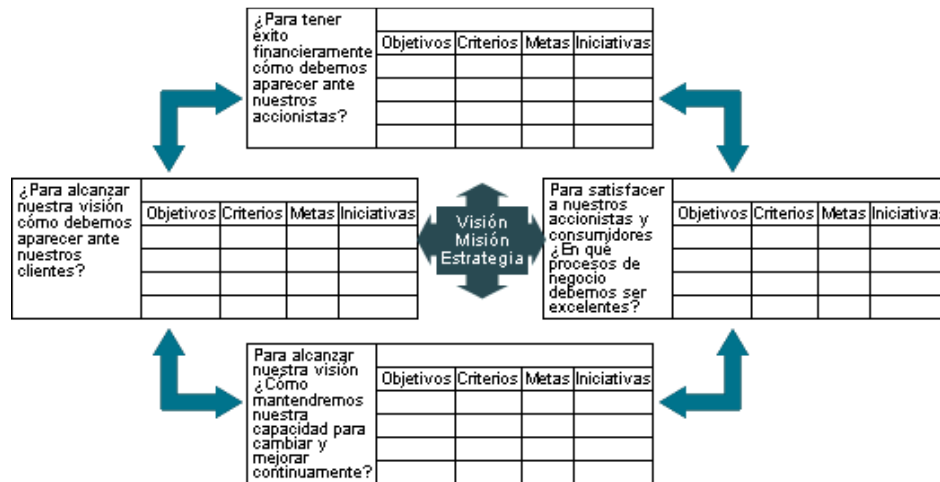 ¿Para tener
éxito
financieramente
cómo debemos
aparecer ante
nuestros
accionistas?
Objetivos Criterios Metas Iniciativas
¿Para alcanzar
nuestra visión
cómo debemos
aparecer ante
nuestros
clientes?
Objetivos Criterios Metas Iniciativas
Visión
Misión
Estrategia
Para satisfacer
a nuestros
accionistas y
consumidores
¿En qué
procesos de
negocio
debemos ser
excelentes?
Objetivos Criterios Metas Iniciativas
Para alcanzar
nuestra visión
¿Cómo
mantendremos
nuestra
capacidad para
cambiar y
mejorar
continuamente?
Objetivos Criterios Metas Iniciativas